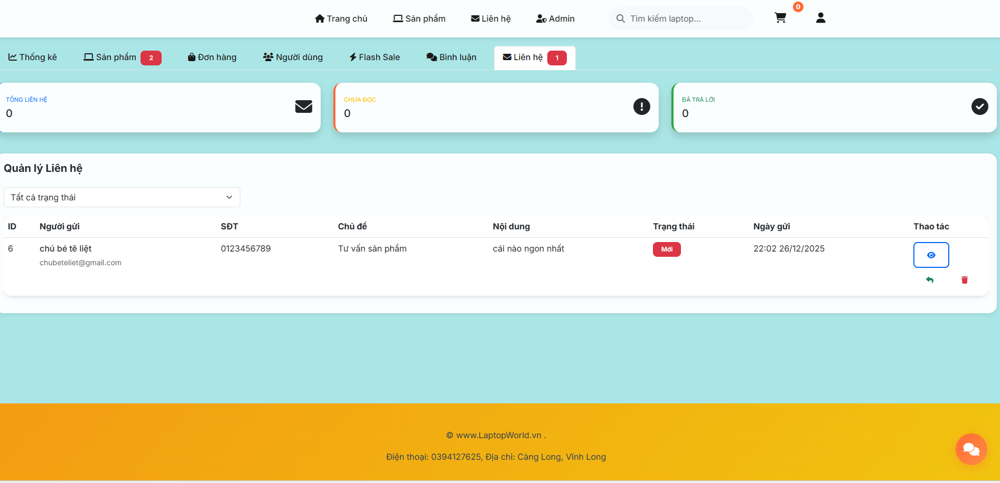 Trang chủ Sản phẩm Liên hệ Admin Tìm kiếm laptop... 0
Thống kê Sản phẩm 2 Đơn hàng Người dùng Flash Sale Bình luận Liên hệ 1
TỔNG LIÊN HỆ CHƯA ĐỌC ĐÃ TRẢ LỜI
0 0 0
Quản lý Liên hệ
Tất cả trạng thái
ID Người gửi SĐT Chủ đề Nội dung Trạng thái Ngày gửi Thao tác
6 chú bé tê liệt 0123456789 Tư vấn sản phẩm cái nào ngon nhất Mới 22:02 26/12/2025
chubeteliet@gmail.com
© www.LaptopWorld.vn .
Điện thoại: 0394127625, Địa chỉ: Càng Long, Vĩnh Long